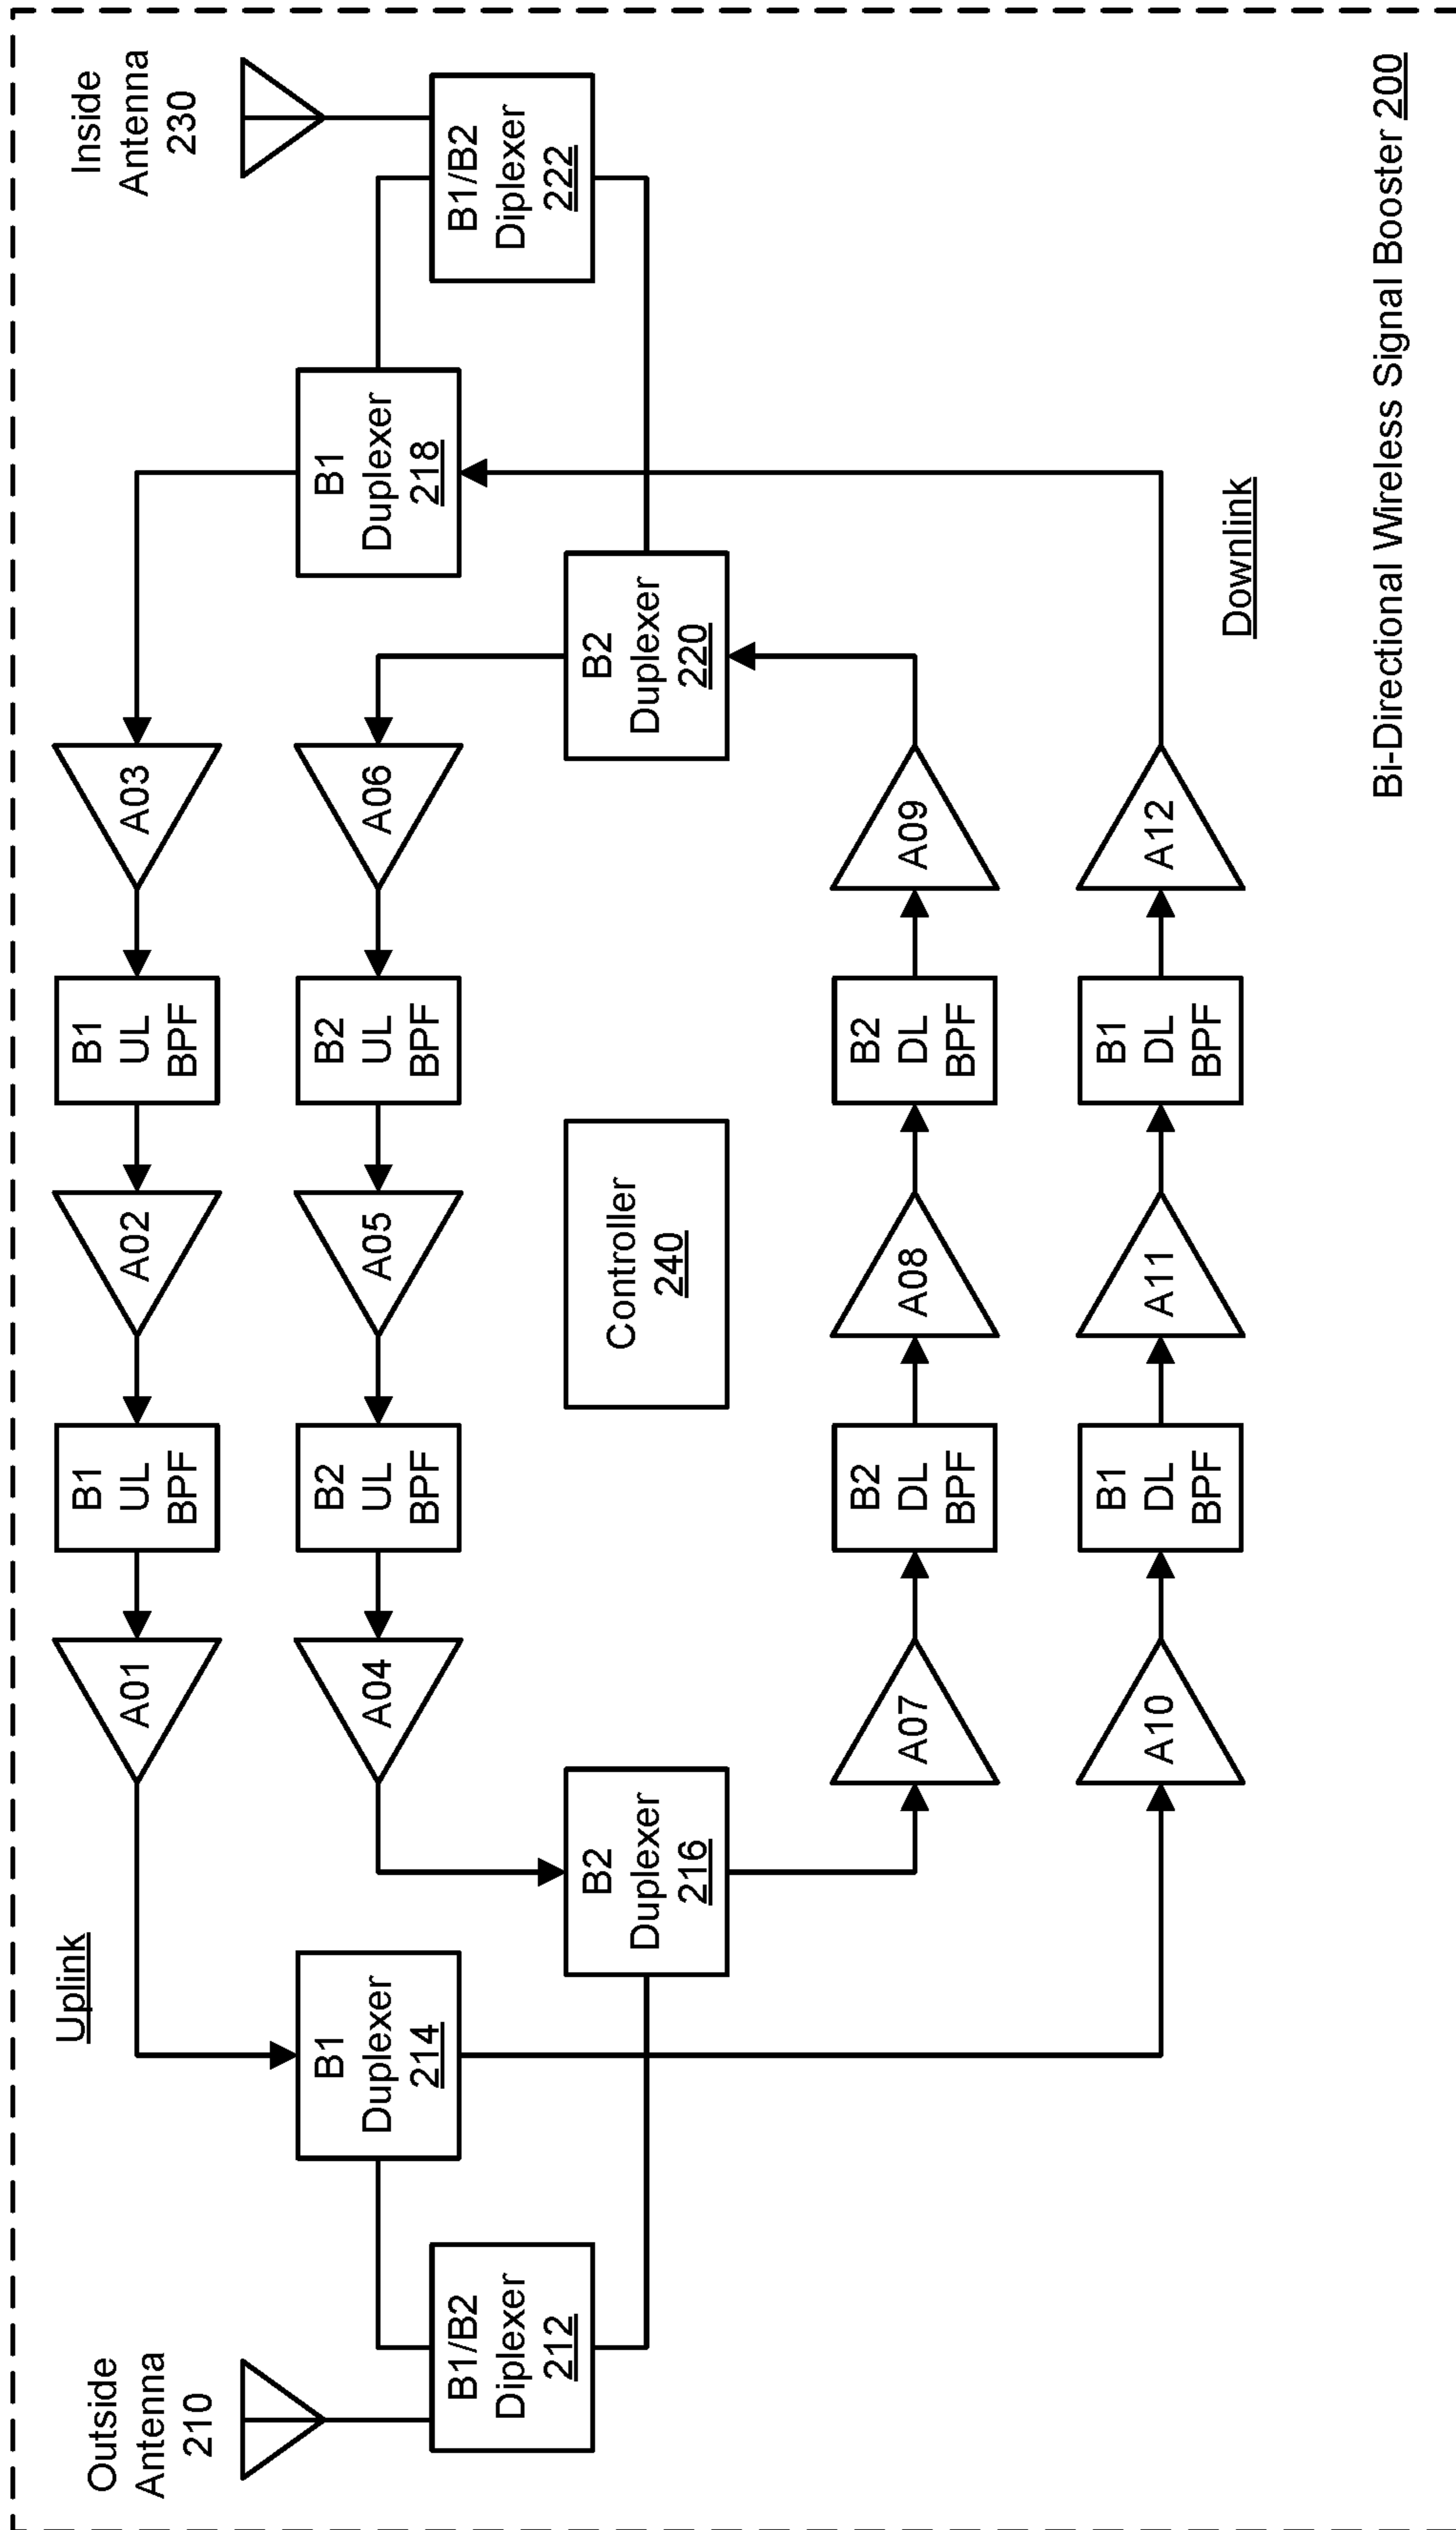 Outside
Antenna
210
Inside
Antenna
230
Uplink
A01
B1
UL
BPF
A02
B1
UL
BPF
A03
A04
B2
UL
BPF
A05
B2
UL
BPF
A06
B1/B2
Diplexer
212
B1
Duplexer
214
B2
Duplexer
216
Controller
240
B2
Duplexer
220
B1
Duplexer
218
B1/B2
Diplexer
222
A07
B2
DL
BPF
A08
B2
DL
BPF
A09
A10
B1
DL
BPF
A11
B1
DL
BPF
A12
Downlink
Bi-Directional Wireless Signal Booster 200